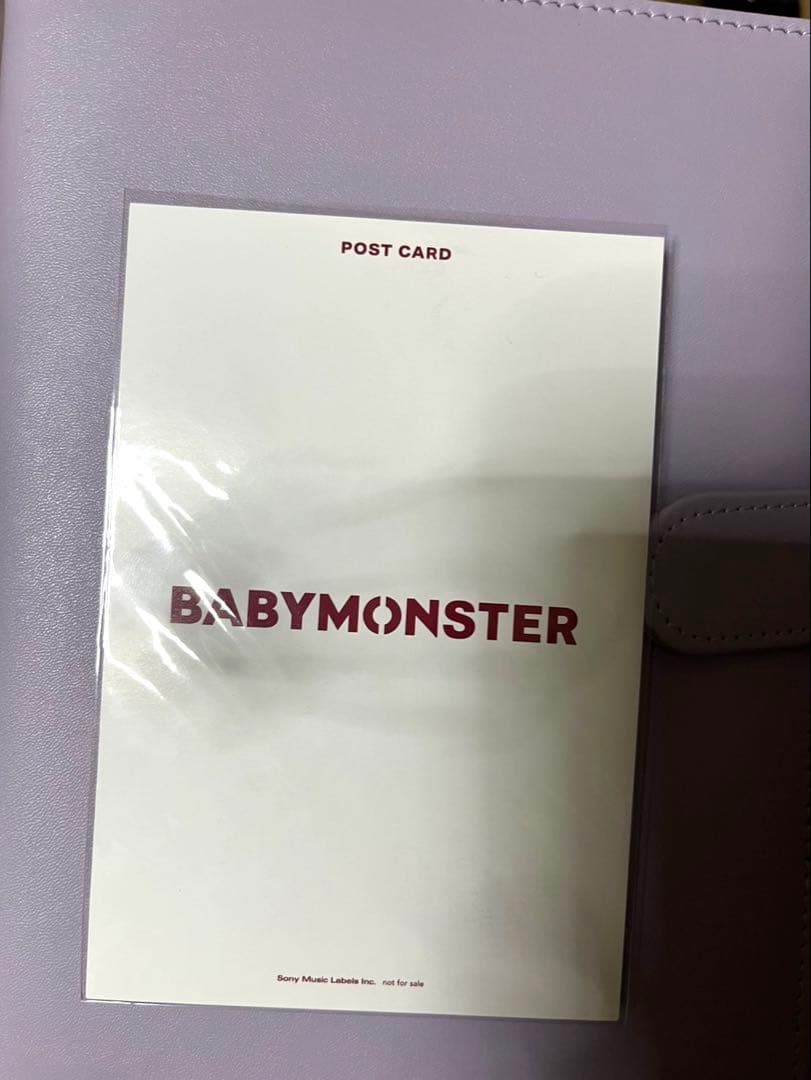 POST CARD
BABYMONSTER
Sony Music Labels Inc. not for sale